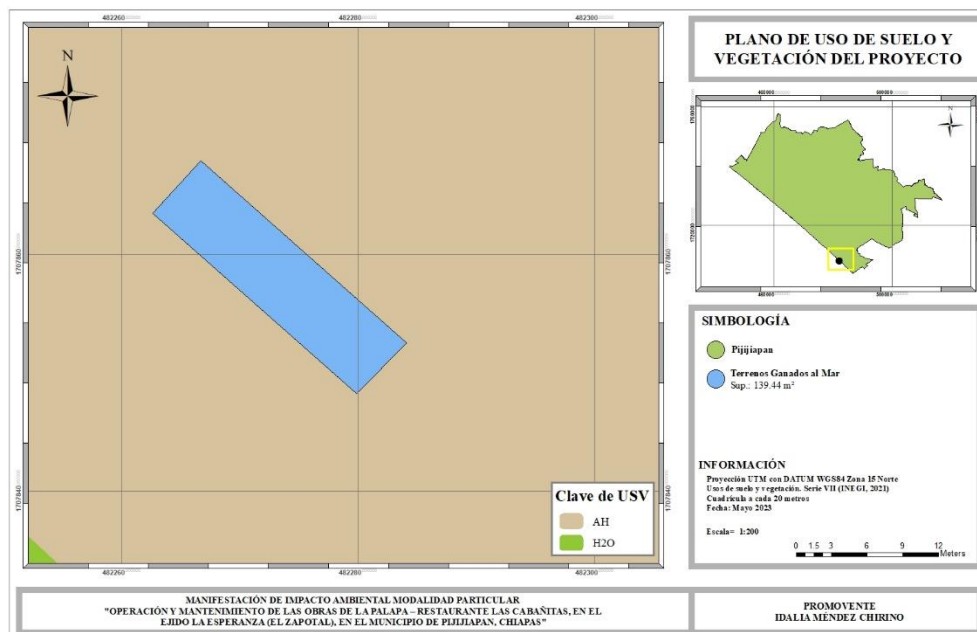 482260 482280 482300
N
1707860 1707860
1707840 1707840
Clave de USV
AH
H2O
482260 482280 482300
PLANO DE USO DE SUELO Y
VEGETACIÓN DEL PROYECTO
N
SIMBOLOGÍA
Pijijiapan
Terrenos Ganados al Mar
Sup.: 139.44 m²
INFORMACIÓN
Proyección UTM con DATUM WGS84 Zona 15 Norte
Usos de suelo y vegetación. Serie VII (INEGI, 2021)
Cuadrícula a cada 20 metros
Fecha: Mayo 2023
Escala= 1:200
0 1.5 3 6 9 12
Meters
MANIFESTACIÓN DE IMPACTO AMBIENTAL MODALIDAD PARTICULAR
"OPERACIÓN Y MANTENIMIENTO DE LAS OBRAS DE LA PALAPA – RESTAURANTE LAS CABAÑITAS, EN EL
EJIDO LA ESPERANZA (EL ZAPOTAL), EN EL MUNICIPIO DE PIJIJIAPAN, CHIAPAS"
PROMOVENTE
IDALIA MÉNDEZ CHIRINO